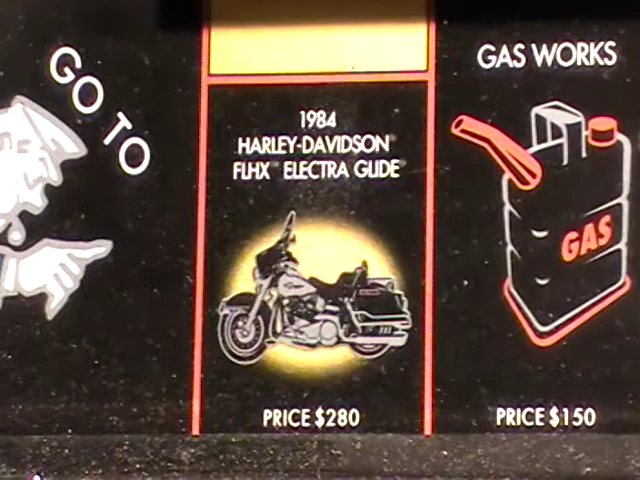 GO TO
1984
HARLEY-DAVIDSON
FLHX™ ELECTRA GLIDE®
PRICE $280
GAS WORKS
GAS
PRICE $150